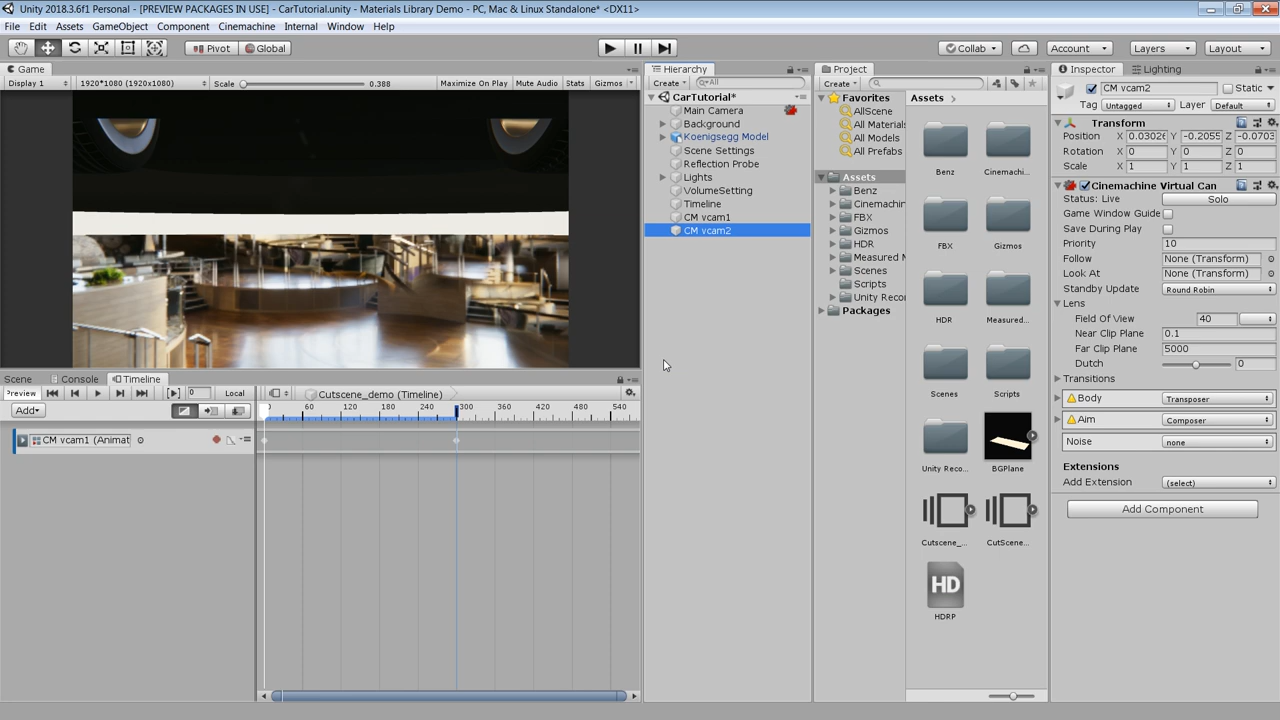 Unity 2018.3.6f1 Personal - [PREVIEW PACKAGES IN USE] - CarTutorial.unity - Materials Library Demo - PC, Mac & Linux Standalone* <DX11>
File Edit Assets GameObject Component Cinemachine Internal Window Help
Pivot Global Collab Account Layers Layout
Game
Display 1 1920*1080 (1920x1080) Scale 0.388 Maximize On Play Mute Audio Stats Gizmos
Scene Console Timeline
Preview 0 Local Cutscene_demo (Timeline)
Add 0 60 120 180 240 300 360 420 480 540
CM vcam1 (Animat
Hierarchy
Create All
CarTutorial*
Main Camera
Background
Koenigsegg Model
Scene Settings
Reflection Probe
Lights
VolumeSetting
Timeline
CM vcam1
CM vcam2
Project
Create
Favorites
AllScene
All Materials
All Models
All Prefabs
Assets
Benz
Cinemachin
FBX
Gizmos
HDR
Measured M
Scenes
Scripts
Unity Recor
Packages
Assets
Benz Cinemachi...
FBX Gizmos
HDR Measured...
Scenes Scripts
Unity Reco... BGPlane
Cutscene_... CutScene...
HD
HDRP
Inspector Lighting
CM vcam2 Static
Tag Untagged Layer Default
Transform
Position X 0.0302 Y -0.2055 Z -0.0703
Rotation X 0 Y 0 Z 0
Scale X 1 Y 1 Z 1
Cinemachine Virtual Can
Status: Live Solo
Game Window Guide
Save During Play
Priority 10
Follow None (Transform)
Look At None (Transform)
Standby Update Round Robin
Lens
Field Of View 40
Near Clip Plane 0.1
Far Clip Plane 5000
Dutch 0
Transitions
Body Transposer
Aim Composer
Noise none
Extensions
Add Extension (select)
Add Component